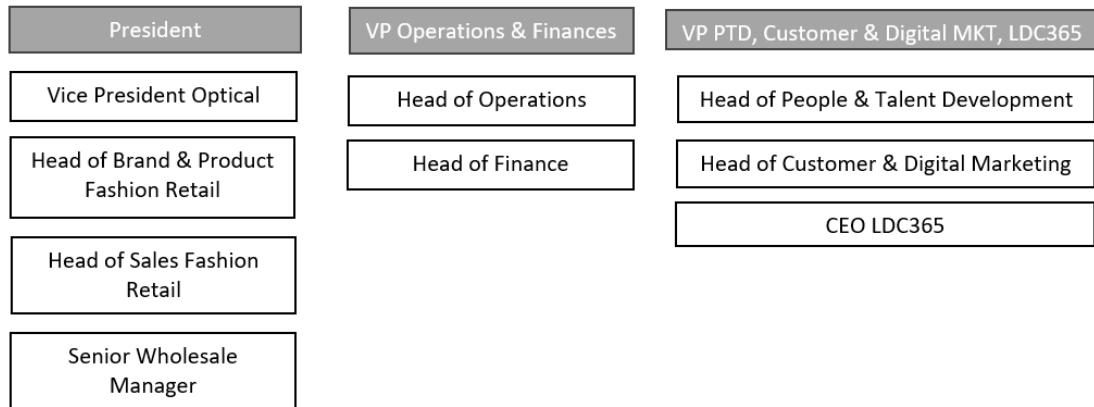 President
Vice President Optical
Head of Brand & Product
Fashion Retail
Head of Sales Fashion
Retail
Senior Wholesale
Manager
VP Operations & Finances
Head of Operations
Head of Finance
VP PTD, Customer & Digital MKT, LDC365
Head of People & Talent Development
Head of Customer & Digital Marketing
CEO LDC365